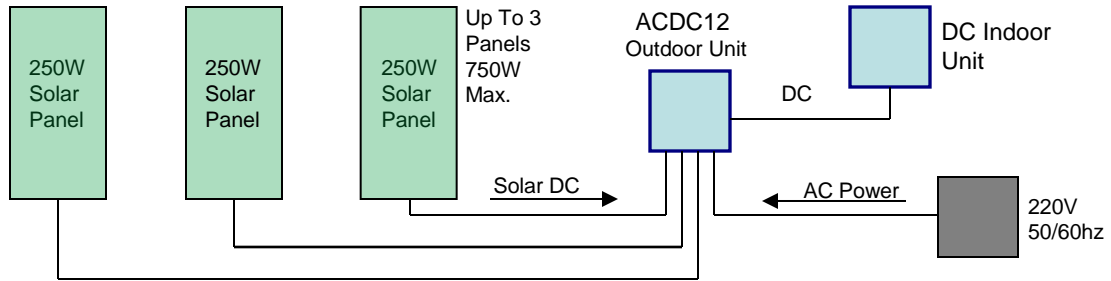 250W
Solar
Panel
250W
Solar
Panel
250W
Solar
Panel
Up To 3
Panels
750W
Max.
ACDC12
Outdoor Unit
DC Indoor
Unit
DC
Solar DC
AC Power
220V
50/60hz